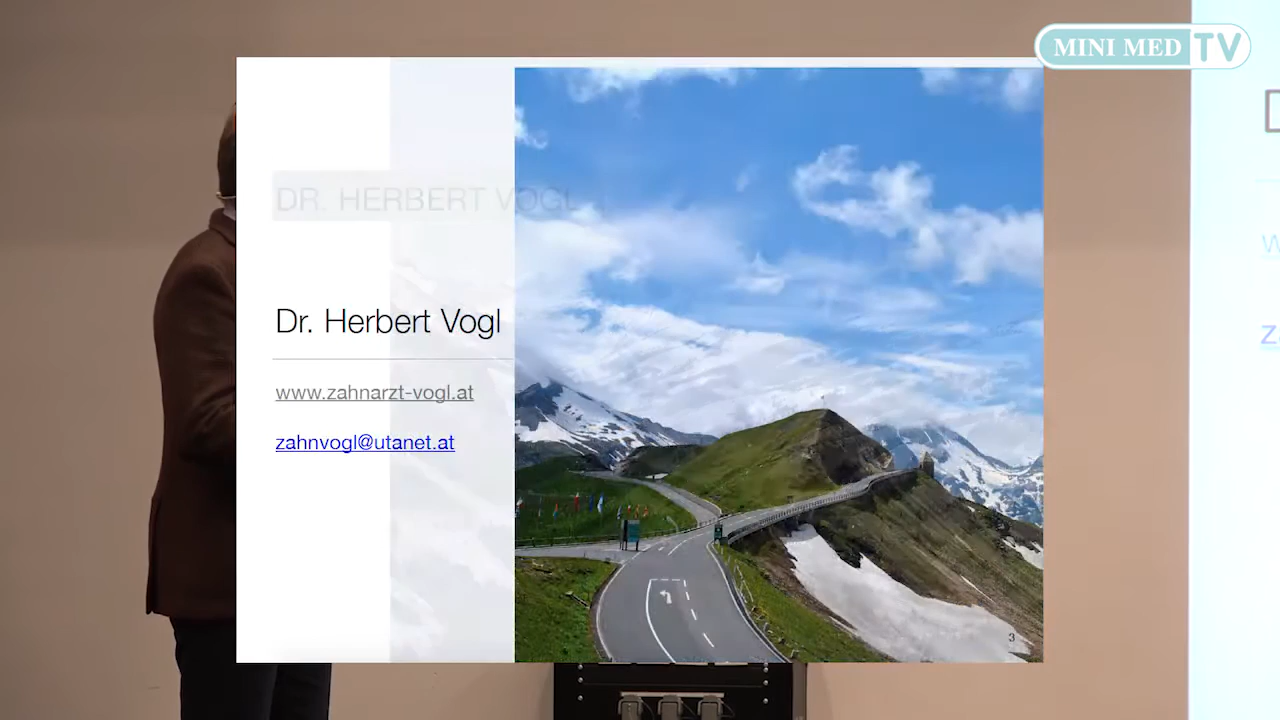 MINI MED TV
DR. HERBERT VOGL
Dr. Herbert Vogl
www.zahnarzt-vogl.at
zahnvogl@utanet.at
3